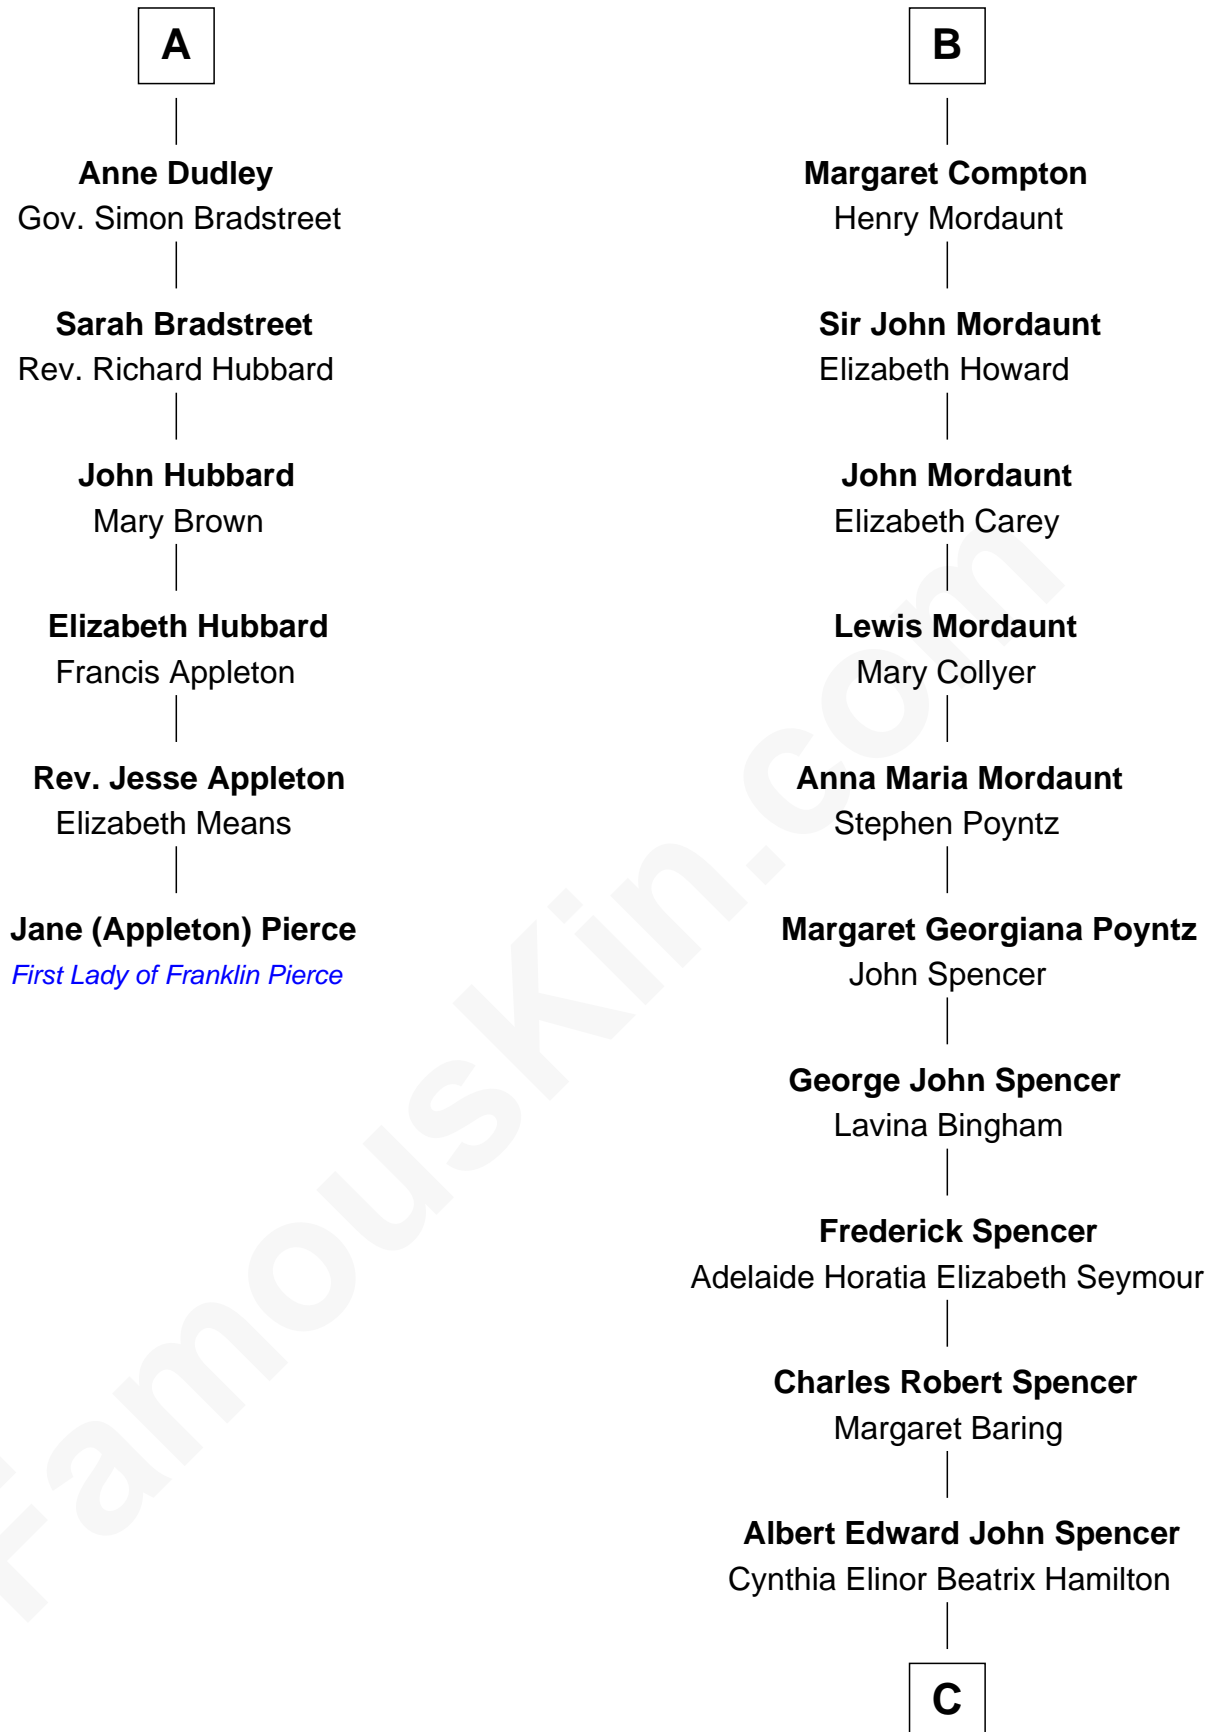 A
Anne Dudley
Gov. Simon Bradstreet
Sarah Bradstreet
Rev. Richard Hubbard
John Hubbard
Mary Brown
Elizabeth Hubbard
Francis Appleton
Rev. Jesse Appleton
Elizabeth Means
Jane (Appleton) Pierce
First Lady of Franklin Pierce
B
Margaret Compton
Henry Mordaunt
Sir John Mordaunt
Elizabeth Howard
John Mordaunt
Elizabeth Carey
Lewis Mordaunt
Mary Collyer
Anna Maria Mordaunt
Stephen Poyntz
Margaret Georgiana Poyntz
John Spencer
George John Spencer
Lavina Bingham
Frederick Spencer
Adelaide Horatia Elizabeth Seymour
Charles Robert Spencer
Margaret Baring
Albert Edward John Spencer
Cynthia Elinor Beatrix Hamilton
C
FamousKin.com